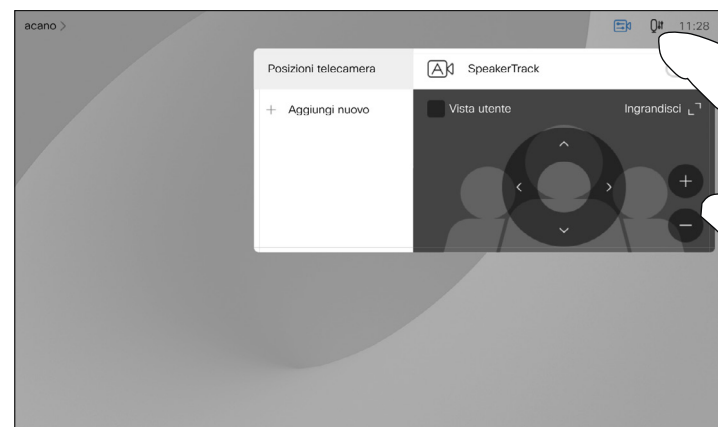 acano >
11:28
Posizioni telecamera
SpeakerTrack
+ Aggiungi nuovo
Vista utente
Ingrandisci